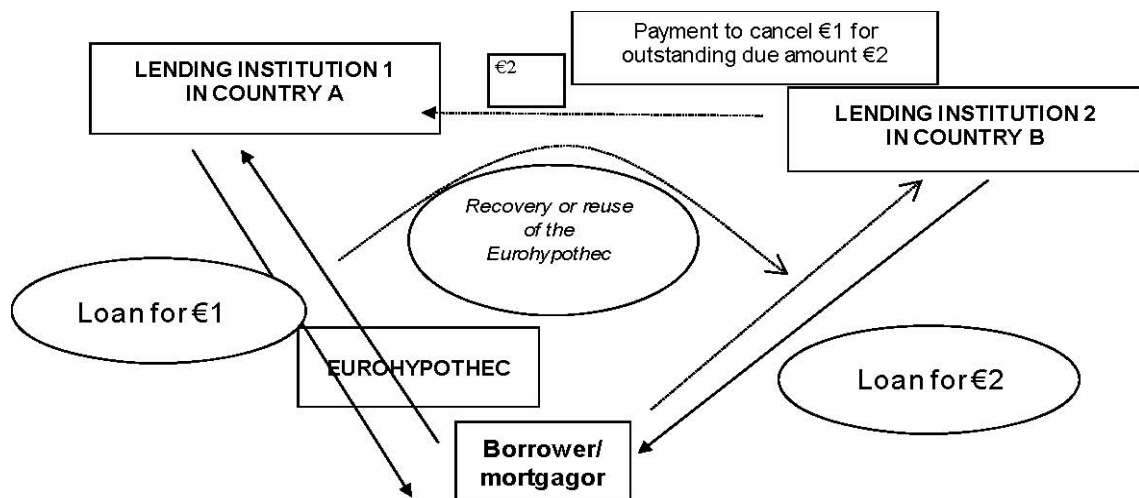 LENDING INSTITUTION 1
IN COUNTRY A
€2
Payment to cancel €1 for
outstanding due amount €2
LENDING INSTITUTION 2
IN COUNTRY B
Recovery or reuse
of the
Eurohypothec
Loan for €1
EUROHYPOTHEC
Loan for €2
Borrower/
mortgagor